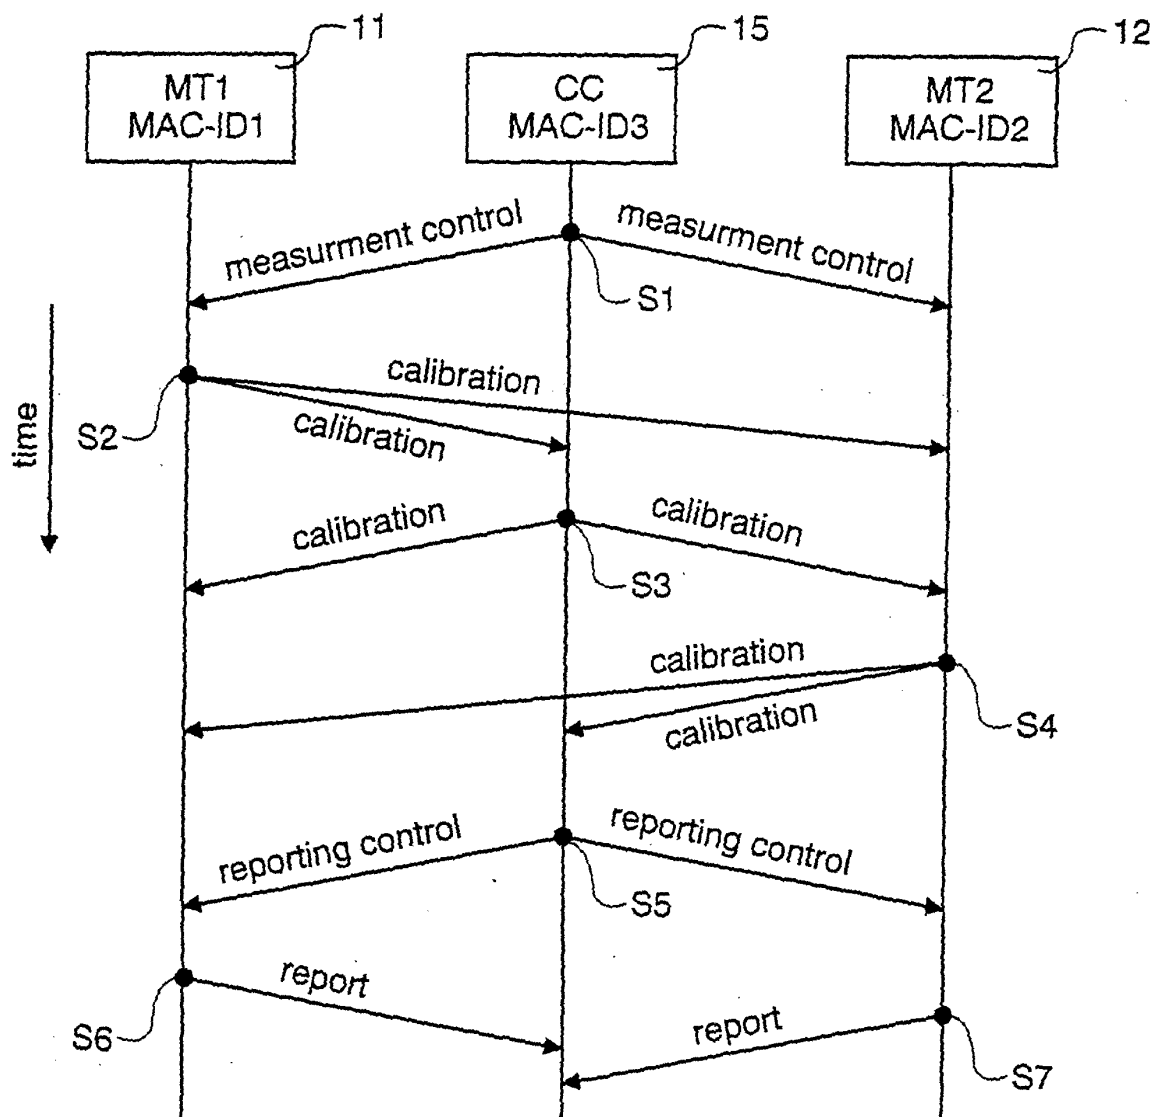 11
15
12
MT1
MAC-ID1
CC
MAC-ID3
MT2
MAC-ID2
measurment control
measurment control
S1
calibration
calibration
S2
time
calibration
calibration
S3
calibration
calibration
S4
reporting control
reporting control
S5
report
S6
report
S7